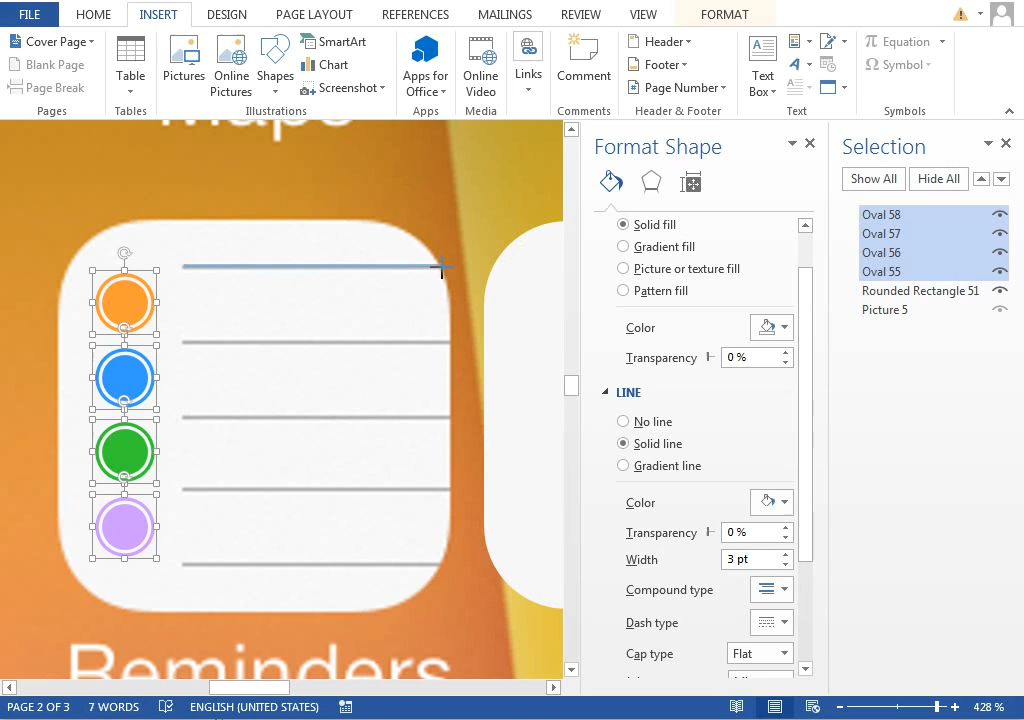 FILE HOME INSERT DESIGN PAGE LAYOUT REFERENCES MAILINGS REVIEW VIEW FORMAT
Cover Page
Blank Page
Page Break
Pages
Table
Tables
Pictures
Online Pictures
Shapes
SmartArt
Chart
Screenshot
Illustrations
Apps for Office
Apps
Online Video
Media
Links
Comment
Comments
Header
Footer
Page Number
Header & Footer
Text Box
Text
Equation
Symbol
Symbols
Maps
Reminders
Format Shape
Solid fill
Gradient fill
Picture or texture fill
Pattern fill
Color
Transparency 0 %
LINE
No line
Solid line
Gradient line
Color
Transparency 0 %
Width 3 pt
Compound type
Dash type
Cap type Flat
Selection
Show All Hide All
Oval 58
Oval 57
Oval 56
Oval 55
Rounded Rectangle 51
Picture 5
PAGE 2 OF 3 7 WORDS ENGLISH (UNITED STATES) 428 %